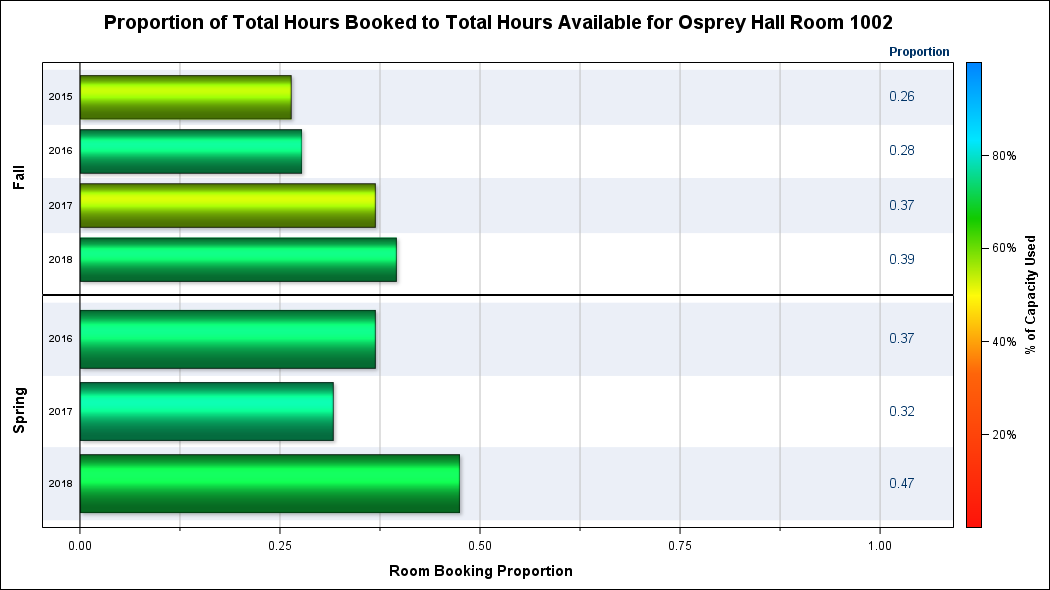 Proportion of Total Hours Booked to Total Hours Available for Osprey Hall Room 1002
Proportion
Fall
2015 0.26
2016 0.28
2017 0.37
2018 0.39
Spring
2016 0.37
2017 0.32
2018 0.47
0.00 0.25 0.50 0.75 1.00
Room Booking Proportion
80%
60%
40%
20%
% of Capacity Used